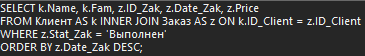 SELECT k.Name, k.Fam, z.ID_Zak, z.Date_Zak, z.Price
FROM Клиент AS k INNER JOIN Заказ AS z ON k.ID_Client = z.ID_Client
WHERE z.Stat_Zak = 'Выполнен'
ORDER BY z.Date_Zak DESC;